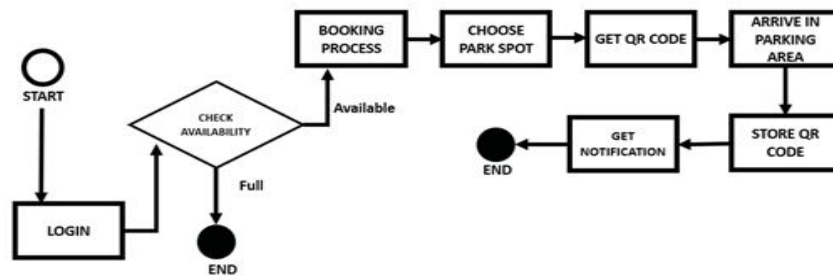 START
LOGIN
CHECK
AVAILABILITY
Full
END
Available
BOOKING
PROCESS
CHOOSE
PARK SPOT
GET QR CODE
ARRIVE IN
PARKING
AREA
STORE QR
CODE
GET
NOTIFICATION
END